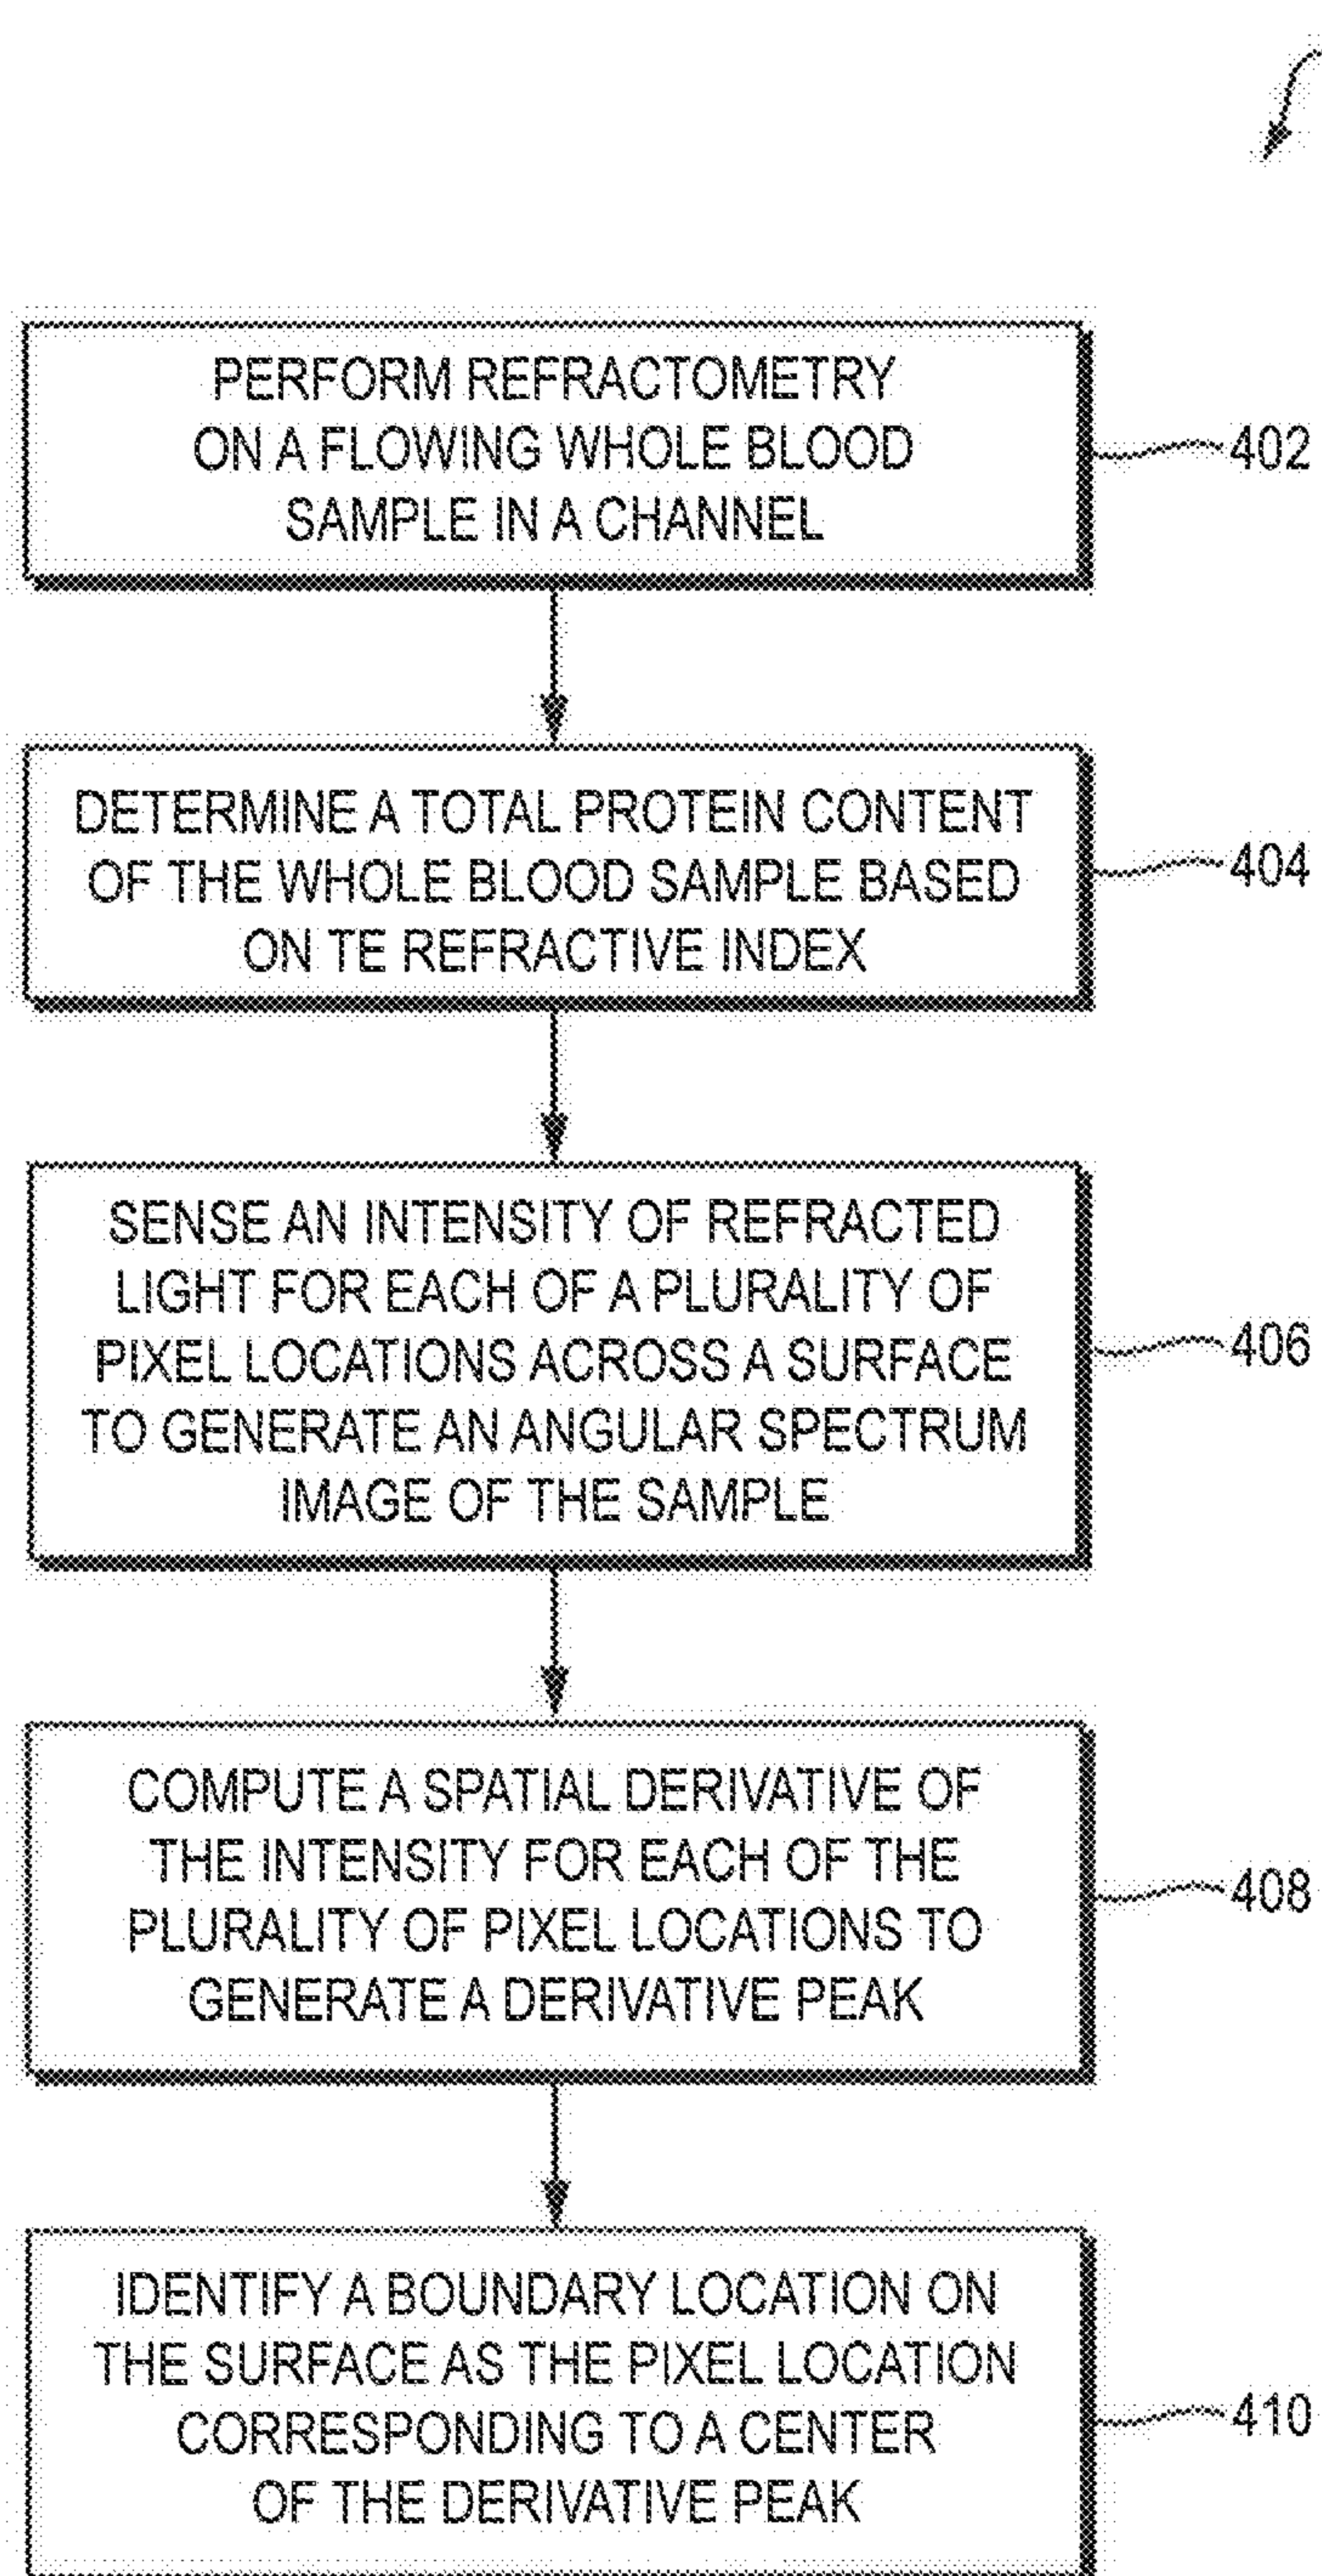 PERFORM REFRACTOMETRY
ON A FLOWING WHOLE BLOOD
SAMPLE IN A CHANNEL
402
DETERMINE A TOTAL PROTEIN CONTENT
OF THE WHOLE BLOOD SAMPLE BASED
ON TE REFRACTIVE INDEX
404
SENSE AN INTENSITY OF REFRACTED
LIGHT FOR EACH OF A PLURALITY OF
PIXEL LOCATIONS ACROSS A SURFACE
TO GENERATE AN ANGULAR SPECTRUM
IMAGE OF THE SAMPLE
406
COMPUTE A SPATIAL DERIVATIVE OF
THE INTENSITY FOR EACH OF THE
PLURALITY OF PIXEL LOCATIONS TO
GENERATE A DERIVATIVE PEAK
408
IDENTIFY A BOUNDARY LOCATION ON
THE SURFACE AS THE PIXEL LOCATION
CORRESPONDING TO A CENTER
OF THE DERIVATIVE PEAK
410